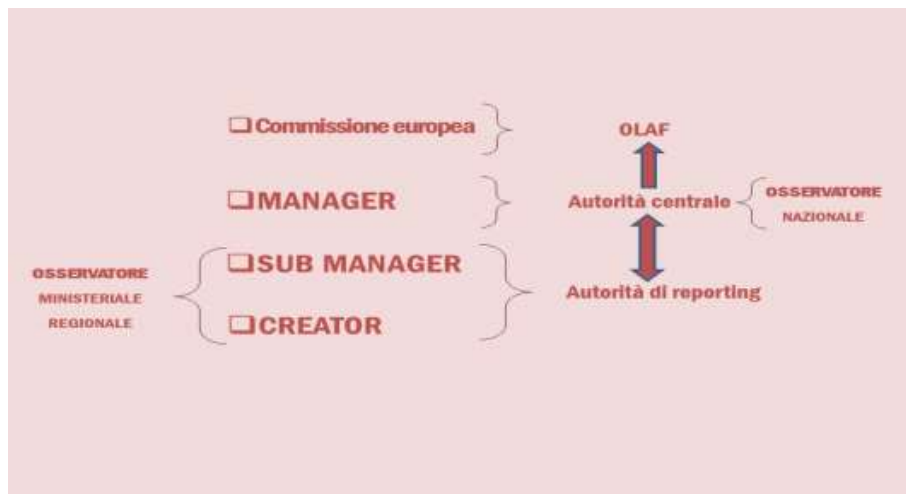 Commissione europea
OLAF
MANAGER
Autorità centrale
OSSERVATORE
NAZIONALE
SUB MANAGER
OSSERVATORE
MINISTERIALE
REGIONALE
Autorità di reporting
CREATOR